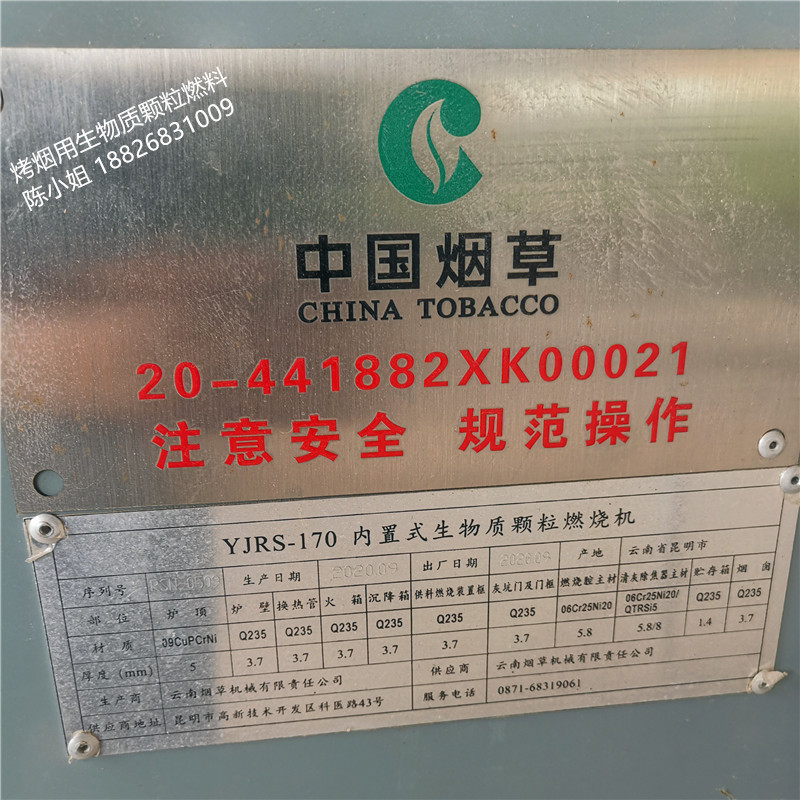 烤烟用生物质颗粒燃料
陈小姐 18826831009
中国烟草
CHINA TOBACCO
20-441882XK00021
注意安全 规范操作
YJRS-170 内置式生物质颗粒燃烧机
序列号 生产日期 2020.09 出厂日期 2020.09 产地 云南省昆明市
部位 炉顶 炉壁 换热管 火箱 沉降箱 供料燃烧装置框 灰坑门及门框 燃烧腔主材 清灰除焦器主材 贮存箱 烟囱
材质 09CuPCrNi Q235 Q235 Q235 Q235 Q235 Q235 06Cr25Ni20 06Cr25Ni20/QTRSi5 Q235 Q235
厚度(mm) 5 3.7 3.7 3.7 3.7 3.7 3.7 5.8 5.8/8 1.4 3.7
生产商 云南烟草机械有限责任公司 供应商 云南烟草机械有限责任公司
供应商地址 昆明市高新技术开发区科医路43号 服务电话 0871-68319061